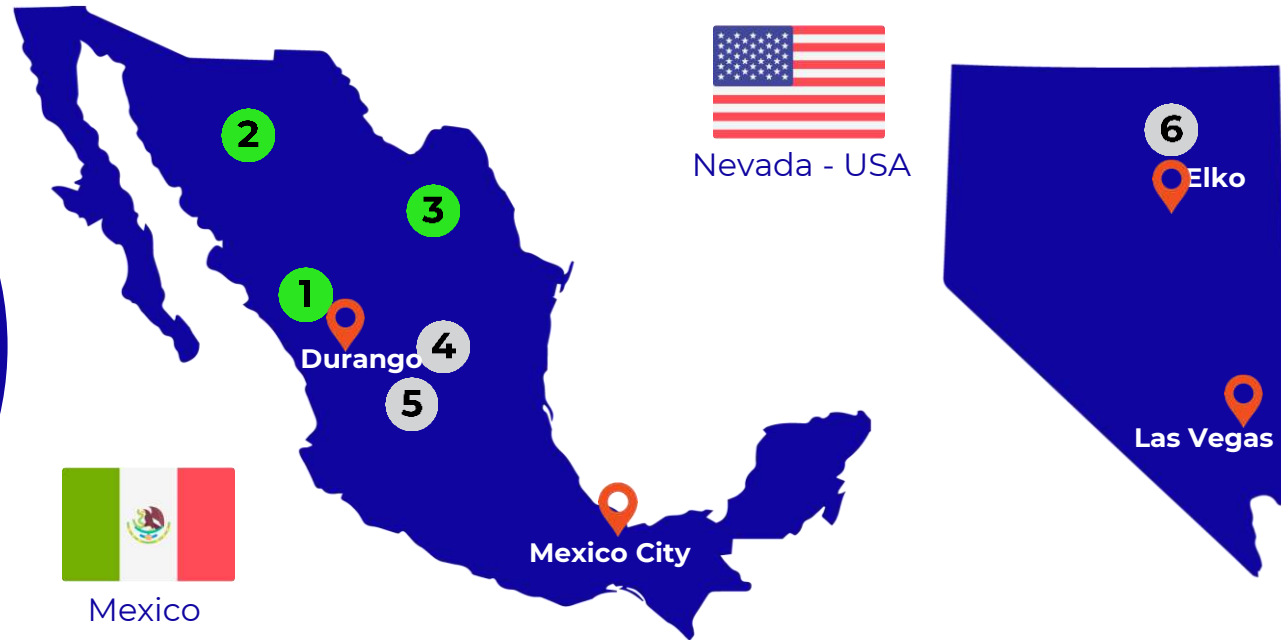 2
3
1
Durango
4
5
Mexico City
Mexico
Nevada - USA
6
Elko
Las Vegas